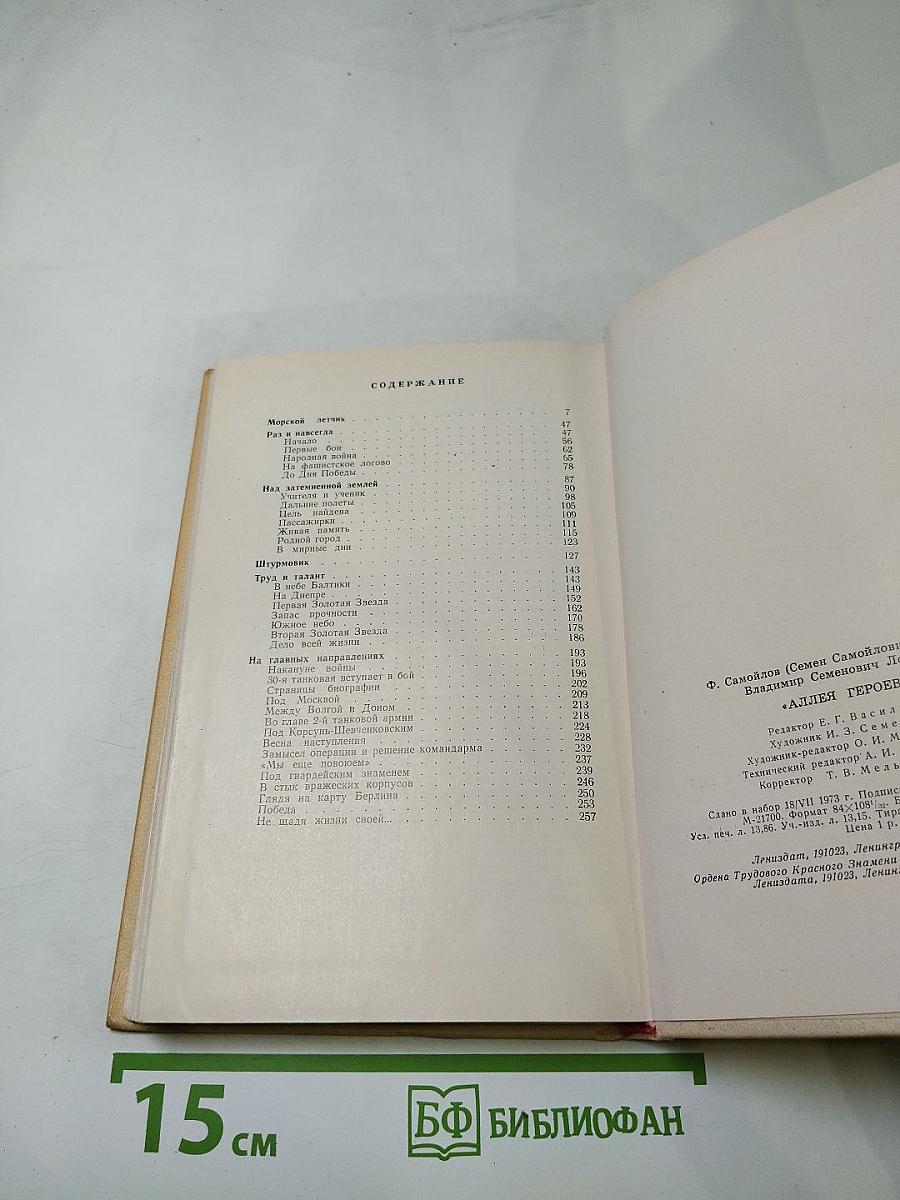 СОДЕРЖАНИЕ
Морской летчик . . . 7
Раз и навсегда . . . 47
Начало . . . 47
Первые бои . . . 56
Народная война . . . 62
На фашистское логово . . . 65
До Дня Победы . . . 78
Над затемненной землей . . . 87
Учителя и ученик . . . 90
Дальние полеты . . . 98
Цель найдена . . . 105
Пассажирки . . . 109
Живая память . . . 111
Родной город . . . 115
В мирные дни . . . 123
Штурмовик . . . 127
Труд и талант . . . 143
В небе Балтики . . . 143
На Днепре . . . 149
Первая Золотая Звезда . . . 152
Запас прочности . . . 162
Южное небо . . . 170
Вторая Золотая Звезда . . . 178
Дело всей жизни . . . 186
На главных направлениях . . . 193
Накануне войны . . . 193
30-я танковая вступает в бой . . . 196
Страницы биографии . . . 202
Под Москвой . . . 209
Между Волгой и Доном . . . 213
Во главе 2-й танковой армии . . . 218
Под Корсунь-Шевченковским . . . 224
Весна наступления . . . 228
Замысел операции и решение командарма . . . 232
«Мы еще повоюем» . . . 237
Под гвардейским знаменем . . . 239
В стык вражеских корпусов . . . 246
Глядя на карту Берлина . . . 250
Победа . . . 253
Не щадя жизни своей... . . . 257
Ф. Самойлов (Семен Самойлови
Владимир Семенович Ло
«АЛЛЕЯ ГЕРОЕВ
Редактор Е. Г. Васил
Художник И. З. Семе
Художник-редактор О. И. М
Технический редактор А. И.
Корректор Т. В. Мель
Сдано в набор 18/VII 1973 г. Подпис
М-21700. Формат 84×108¹/₃₂. Б
Усл. печ. л. 13,86. Уч.-изд. л. 13,15. Тира
Цена 1 р.
Лениздат, 191023, Ленингр
Ордена Трудового Красного Знамени
Лениздата, 191023, Ленинг
15 см
БФ БИБЛИОФАН